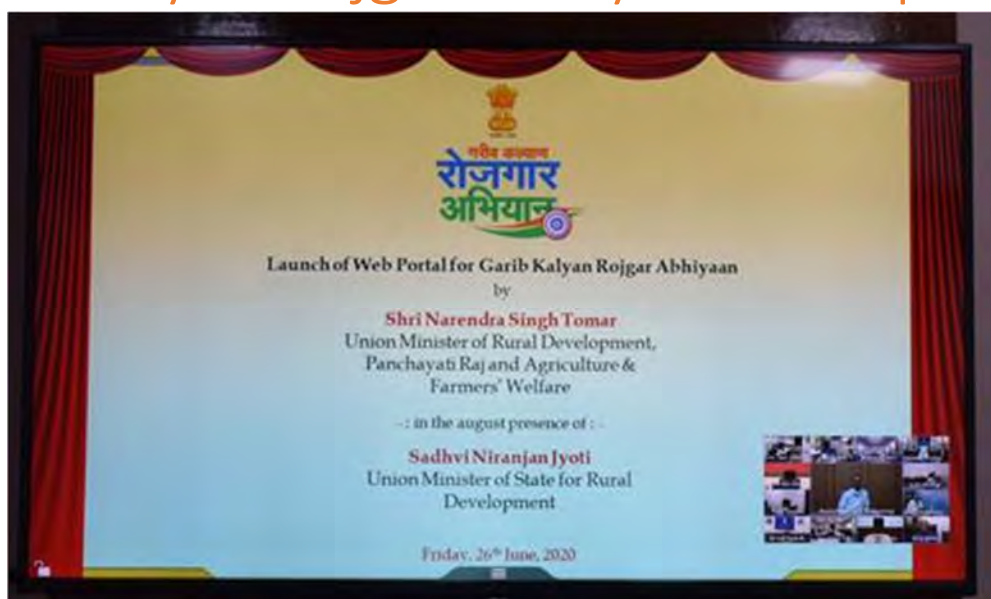 गरीब कल्याण
रोजगार
अभियान
Launch of Web Portal for Garib Kalyan Rojgar Abhiyaan
by
Shri Narendra Singh Tomar
Union Minister of Rural Development,
Panchayati Raj and Agriculture &
Farmers' Welfare
-: in the august presence of :-
Sadhvi Niranjan Jyoti
Union Minister of State for Rural
Development
Friday, 26th June, 2020